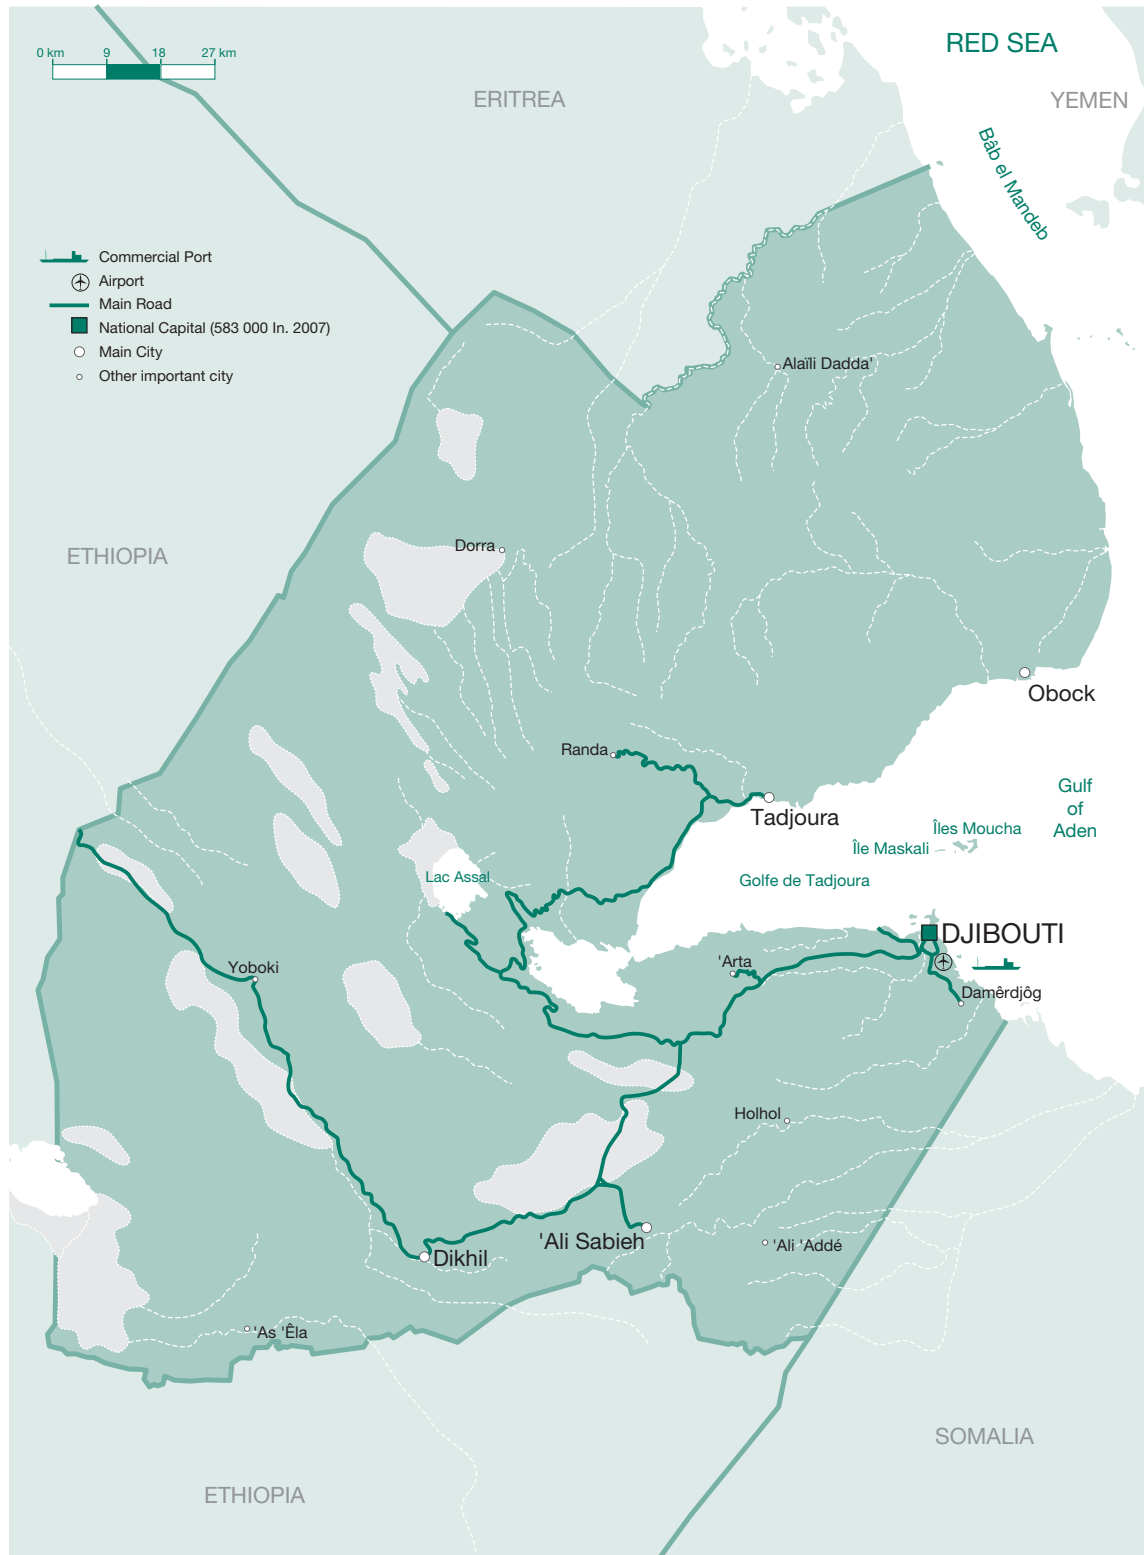 RED SEA
0 km 9 18 27 km
ERITREA
YEMEN
Bâb el Mandeb
Commercial Port
Airport
Main Road
National Capital (583 000 In. 2007)
Main City
Other important city
Alaïli Dadda'
ETHIOPIA
Dorra
Obock
Randa
Tadjoura
Gulf
of
Aden
Îles Moucha
Île Maskali
Lac Assal
Golfe de Tadjoura
DJIBOUTI
'Arta
Yoboki
Damêrdjôg
Holhol
'Ali Sabieh
'Ali 'Addé
Dikhil
'As 'Êla
SOMALIA
ETHIOPIA